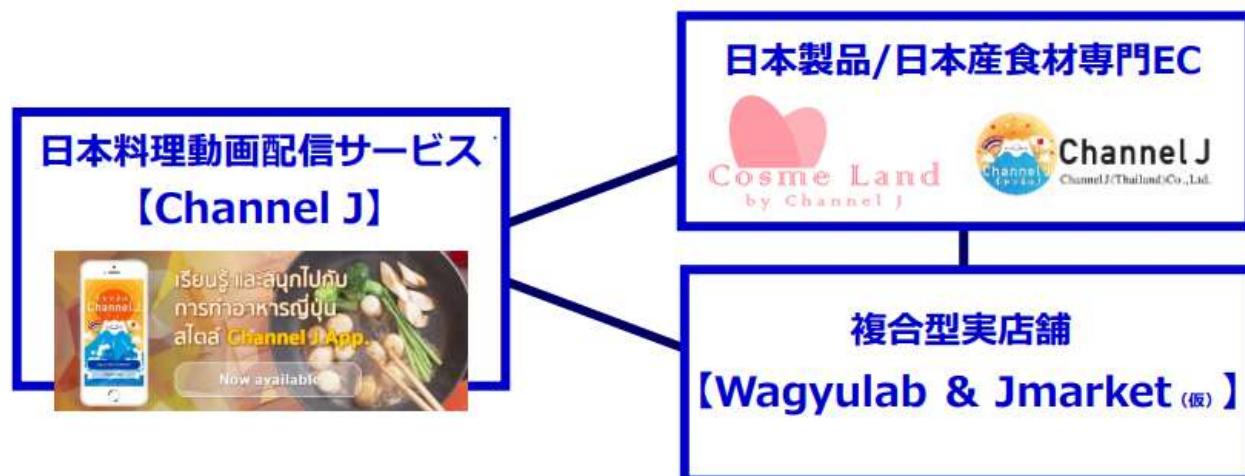 日本料理動画配信サービス
【Channel J】
เรียนรู้ และสนุกไปกับ
การทำอาหารญี่ปุ่น
สไตล์ Channel J App.
Now available
Channel J
日本製品/日本産食材専門EC
Cosme Land
by Channel J
Channel J
Channel J
ChannelJ(Thailand)Co.,Ltd.
複合型実店舗
【Wagyulab & Jmarket(仮)】